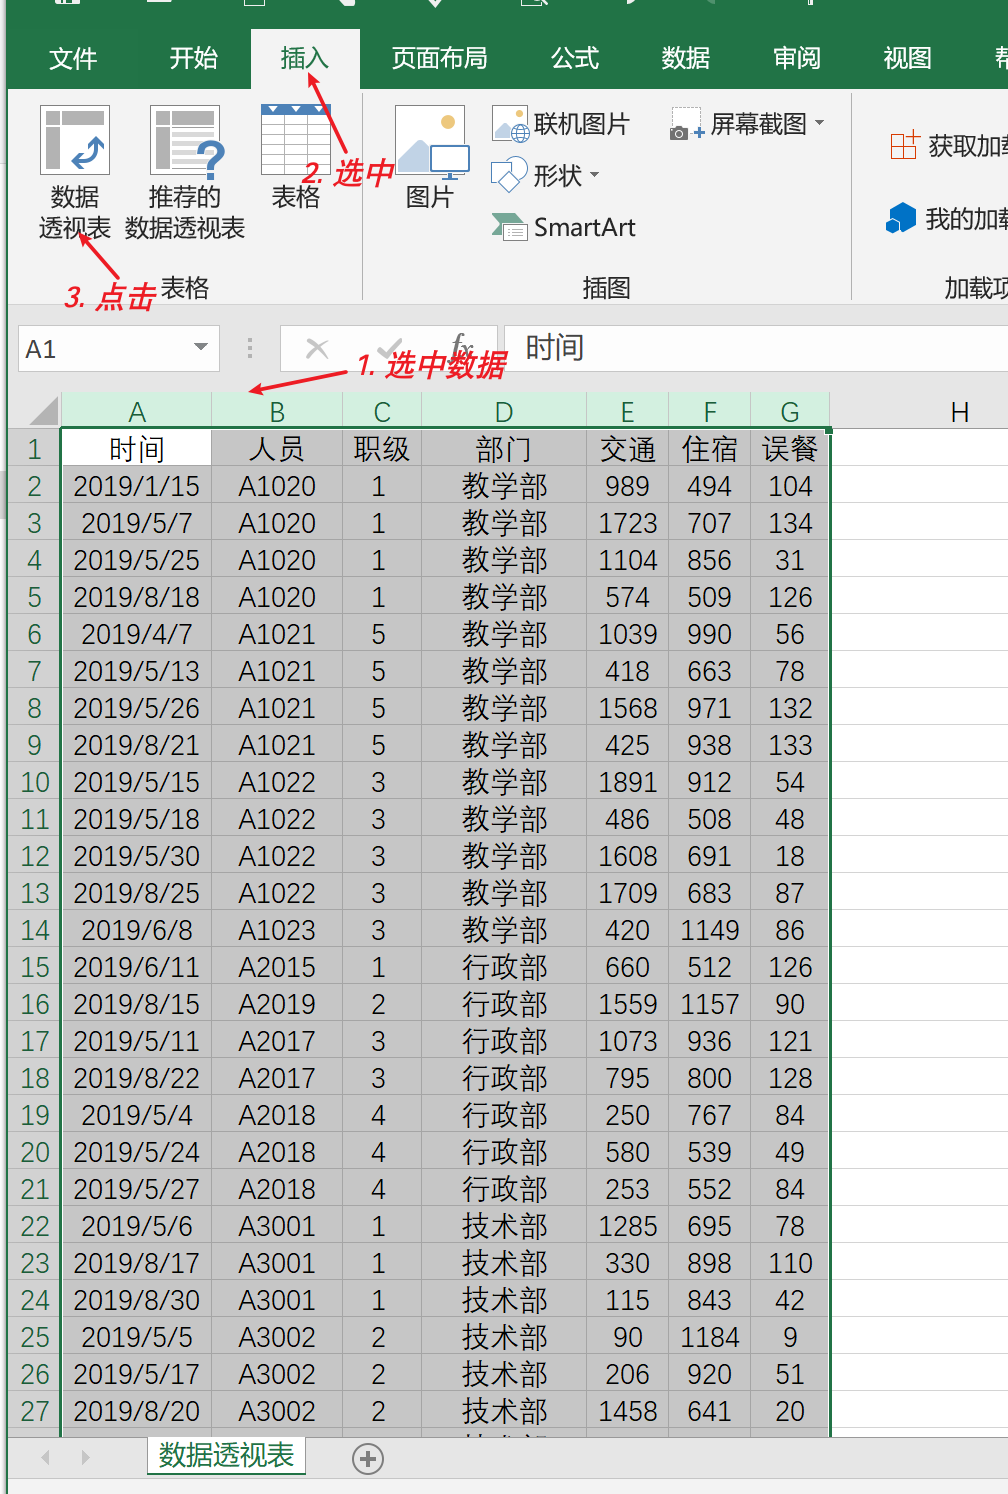 文件 开始 插入 页面布局 公式 数据 审阅 视图
数据
透视表
推荐的
数据透视表
表格
图片
联机图片
形状
SmartArt
屏幕截图
获取加
我的加
2. 选中
3. 点击
表格 插图 加载项
A1 fx 时间
1. 选中数据
A B C D E F G H
1 时间 人员 职级 部门 交通 住宿 误餐
2 2019/1/15 A1020 1 教学部 989 494 104
3 2019/5/7 A1020 1 教学部 1723 707 134
4 2019/5/25 A1020 1 教学部 1104 856 31
5 2019/8/18 A1020 1 教学部 574 509 126
6 2019/4/7 A1021 5 教学部 1039 990 56
7 2019/5/13 A1021 5 教学部 418 663 78
8 2019/5/26 A1021 5 教学部 1568 971 132
9 2019/8/21 A1021 5 教学部 425 938 133
10 2019/5/15 A1022 3 教学部 1891 912 54
11 2019/5/18 A1022 3 教学部 486 508 48
12 2019/5/30 A1022 3 教学部 1608 691 18
13 2019/8/25 A1022 3 教学部 1709 683 87
14 2019/6/8 A1023 3 教学部 420 1149 86
15 2019/6/11 A2015 1 行政部 660 512 126
16 2019/8/15 A2019 2 行政部 1559 1157 90
17 2019/5/11 A2017 3 行政部 1073 936 121
18 2019/8/22 A2017 3 行政部 795 800 128
19 2019/5/4 A2018 4 行政部 250 767 84
20 2019/5/24 A2018 4 行政部 580 539 49
21 2019/5/27 A2018 4 行政部 253 552 84
22 2019/5/6 A3001 1 技术部 1285 695 78
23 2019/8/17 A3001 1 技术部 330 898 110
24 2019/8/30 A3001 1 技术部 115 843 42
25 2019/5/5 A3002 2 技术部 90 1184 9
26 2019/5/17 A3002 2 技术部 206 920 51
27 2019/8/20 A3002 2 技术部 1458 641 20
数据透视表